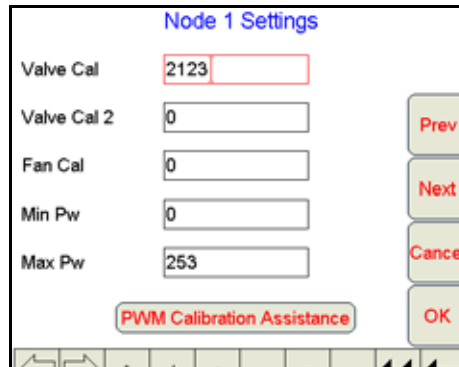 Node 1 Settings
Valve Cal 2123
Valve Cal 2 0
Prev
Fan Cal 0
Next
Min Pw 0
Cance
Max Pw 253
PWM Calibration Assistance
OK